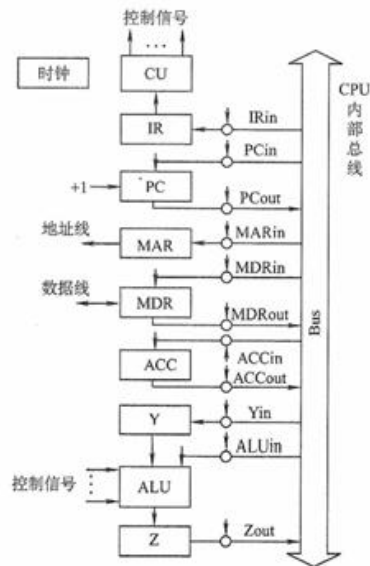 控制信号
...
时钟
CU
CPU
内
部
总
线
IR
IRin
PCin
+1
PC
PCout
地址线
MAR
MARin
MDRin
数据线
MDR
MDRout
Bus
ACC
ACCin
ACCout
Y
Yin
ALUin
控制信号
ALU
Z
Zout